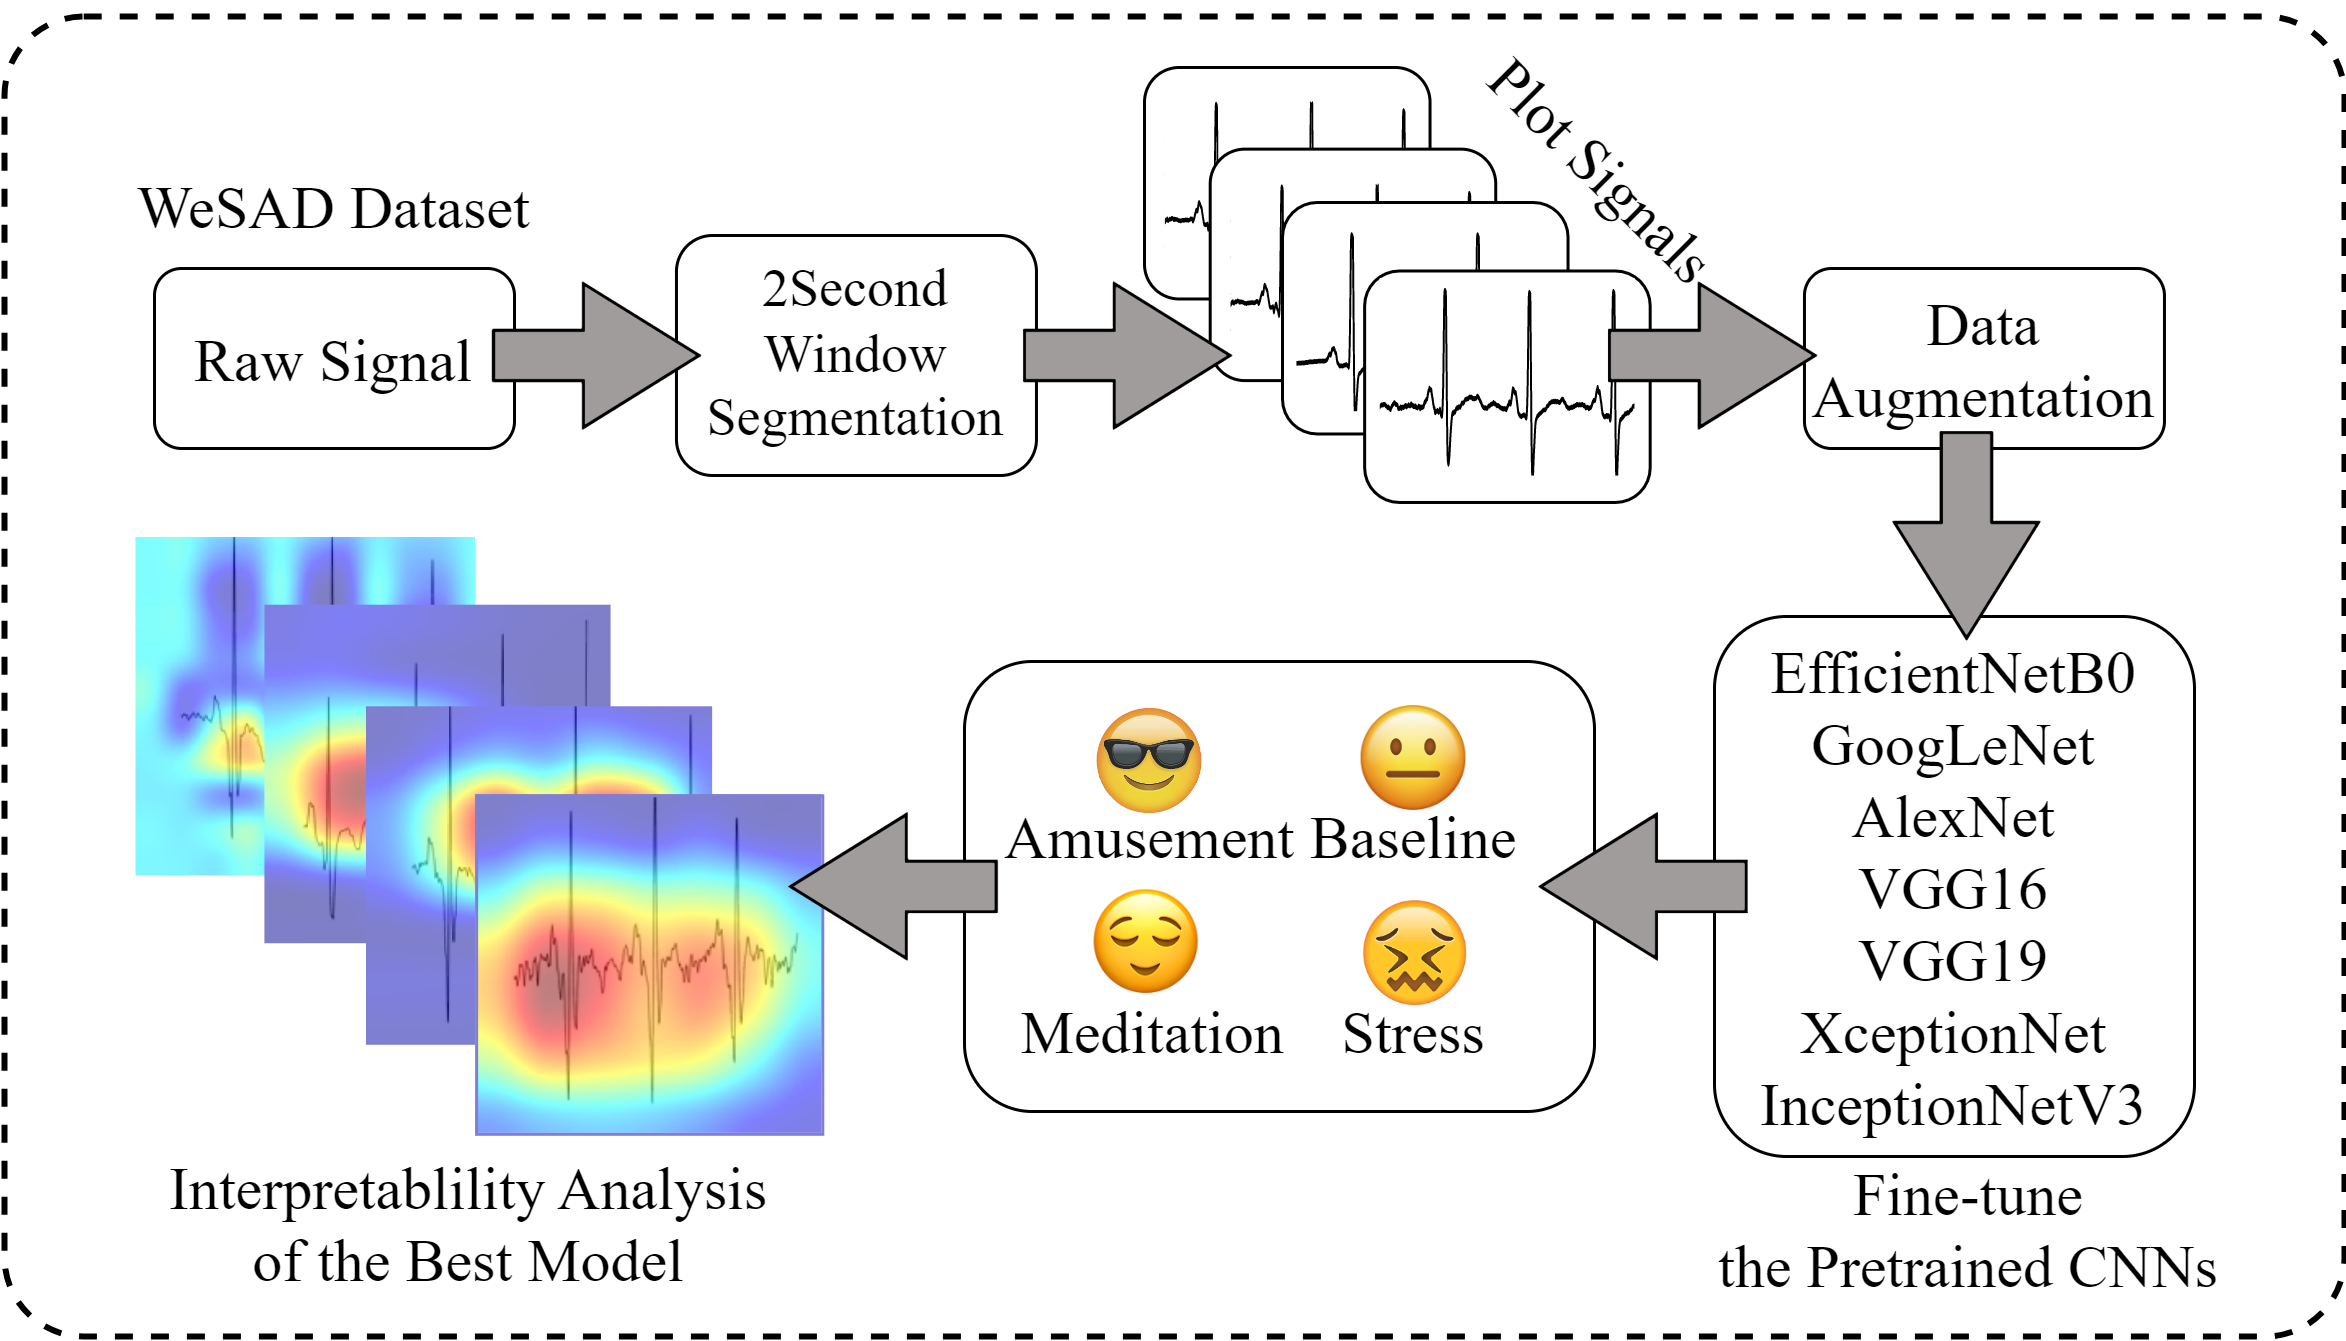 WeSAD Dataset
Raw Signal
2Second
Window
Segmentation
Plot Signals
Data
Augmentation
EfficientNetB0
GoogLeNet
AlexNet
VGG16
VGG19
XceptionNet
InceptionNetV3
Fine-tune
the Pretrained CNNs
Amusement Baseline
Meditation Stress
Interpretablility Analysis
of the Best Model